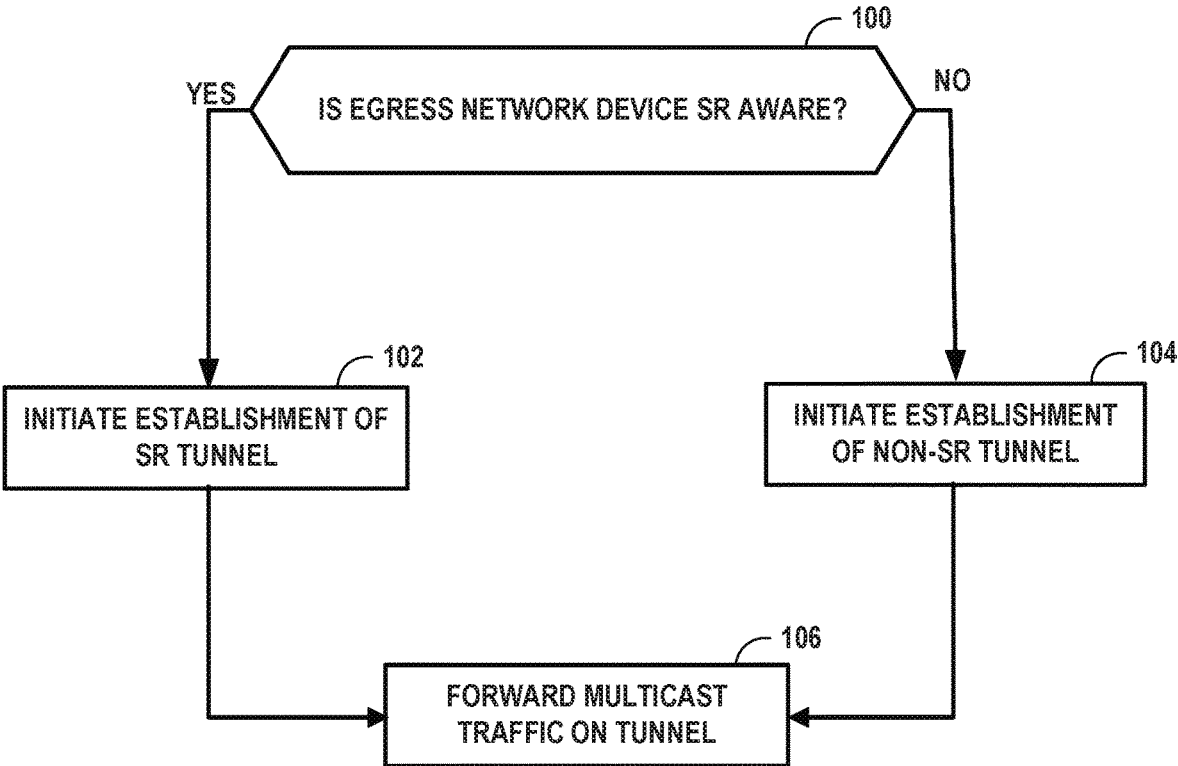 100
YES
NO
IS EGRESS NETWORK DEVICE SR AWARE?
102
104
INITIATE ESTABLISHMENT OF
SR TUNNEL
INITIATE ESTABLISHMENT
OF NON-SR TUNNEL
106
FORWARD MULTICAST
TRAFFIC ON TUNNEL